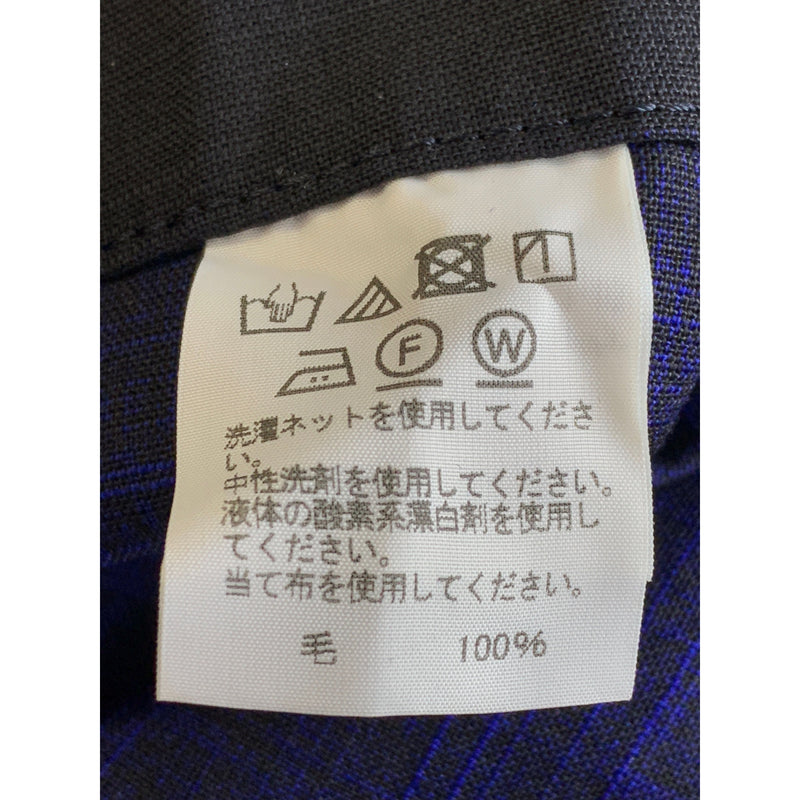 F W
洗濯ネットを使用してくださ
い。
中性洗剤を使用してください。
液体の酸素系漂白剤を使用し
てください。
当て布を使用してください。
毛 100%